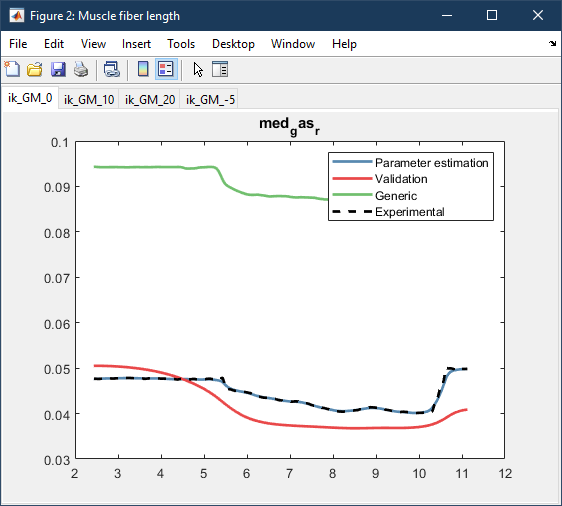 Figure 2: Muscle fiber length
File Edit View Insert Tools Desktop Window Help
ik_GM_0 ik_GM_10 ik_GM_20 ik_GM_-5
med_gas_r
0.1
0.09
0.08
0.07
0.06
0.05
0.04
0.03
Parameter estimation
Validation
Generic
Experimental
2 3 4 5 6 7 8 9 10 11 12